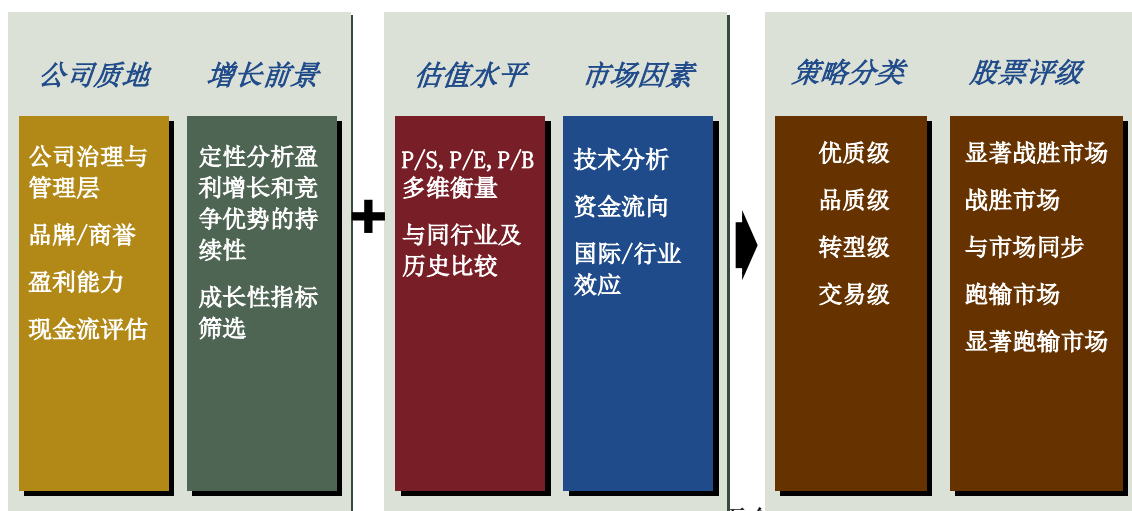 公司质地
公司治理与
管理层
品牌/商誉
盈利能力
现金流评估
增长前景
定性分析盈
利增长和竞
争优势的持
续性
成长性指标
筛选
估值水平
P/S, P/E, P/B
多维衡量
与同行业及
历史比较
市场因素
技术分析
资金流向
国际/行业
效应
策略分类
优质级
品质级
转型级
交易级
股票评级
显著战胜市场
战胜市场
与市场同步
跑输市场
显著跑输市场